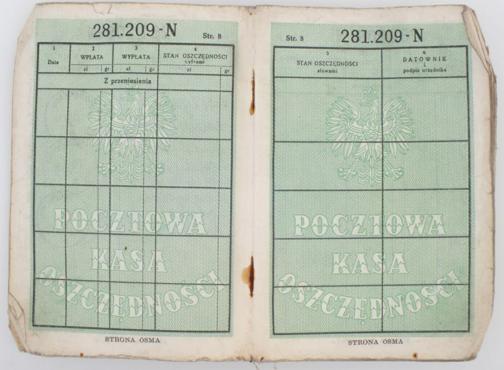 281.209-N Str. 8
1 2 3 4
Data WPŁATA WYPŁATA STAN OSZCZĘDNOŚCI
cyframi
zł gr zł gr zł gr
Z przeniesienia
POCZTOWA
KASA
OSZCZĘDNOŚCI
STRONA ÓSMA
Str. 8 281.209-N
5 6
STAN OSZCZĘDNOŚCI
słowami
DATOWNIK
i
podpis urzędnika
POCZTOWA
KASA
OSZCZĘDNOŚCI
STRONA ÓSMA